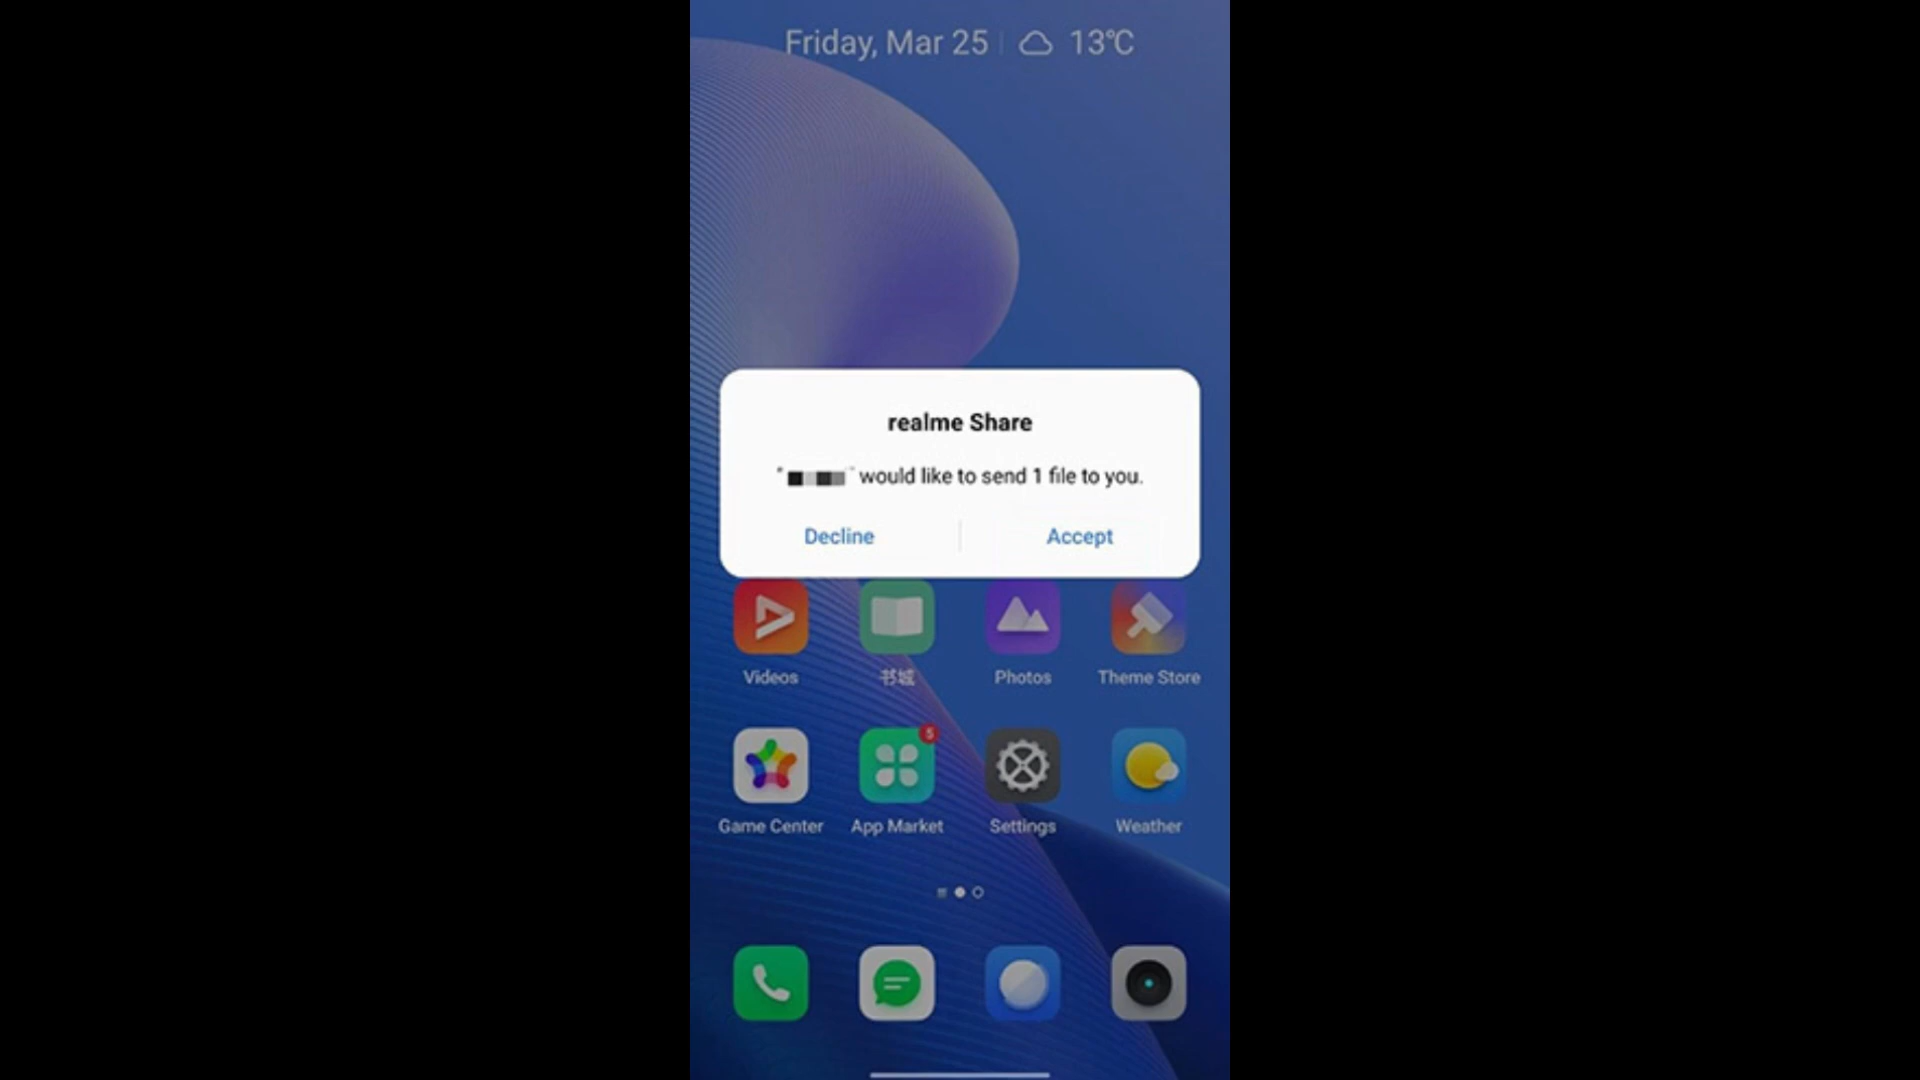 Friday, Mar 25 13℃
realme Share
" " would like to send 1 file to you.
Decline Accept
Videos 书城 Photos Theme Store
5
Game Center App Market Settings Weather